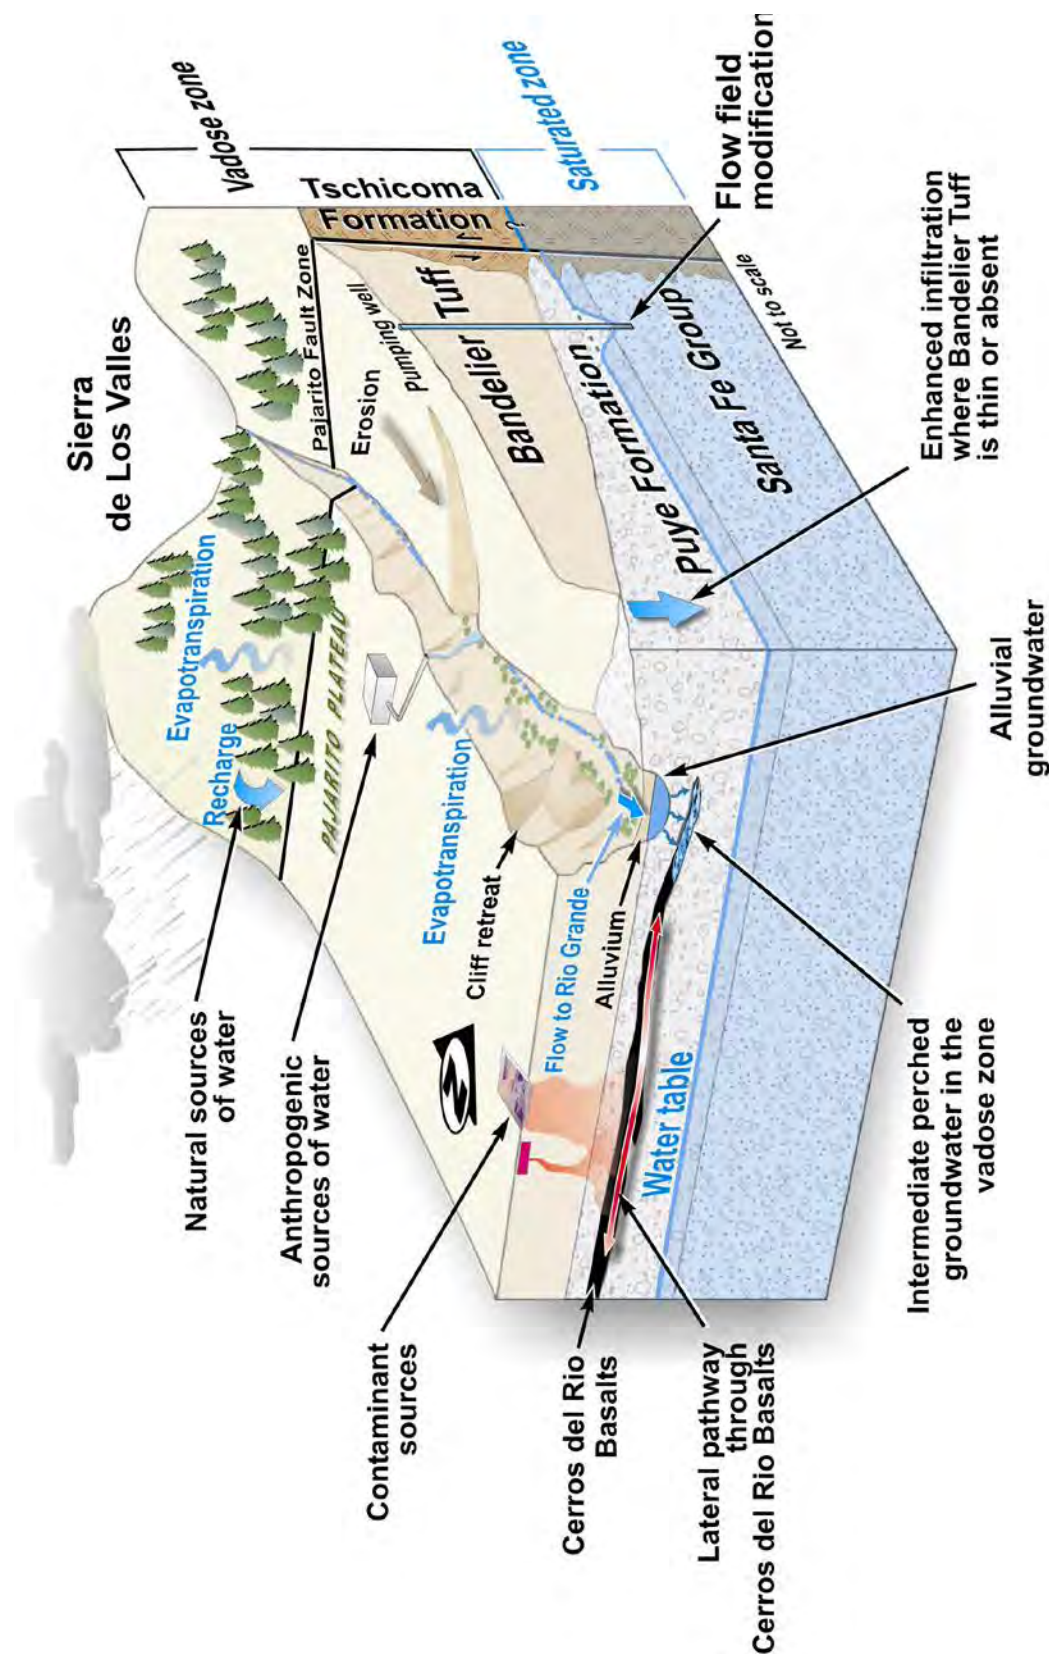 Sierra
de Los Valles
Vadose zone
Saturated zone
Tschicoma
Formation
?
Pajarito Fault Zone
Evapotranspiration
Recharge
PAJARITO PLATEAU
Erosion
Pumping well
Bandelier Tuff
Puye Formation
Santa Fe Group
Not to scale
Natural sources
of water
Anthropogenic
sources of water
Contaminant
sources
N
Evapotranspiration
Cliff retreat
Flow to Rio Grande
Alluvium
Water table
Cerros del Rio
Basalts
Lateral pathway
through
Cerros del Rio Basalts
Intermediate perched
groundwater in the
vadose zone
Alluvial
groundwater
Enhanced infiltration
where Bandelier Tuff
is thin or absent
Flow field
modification